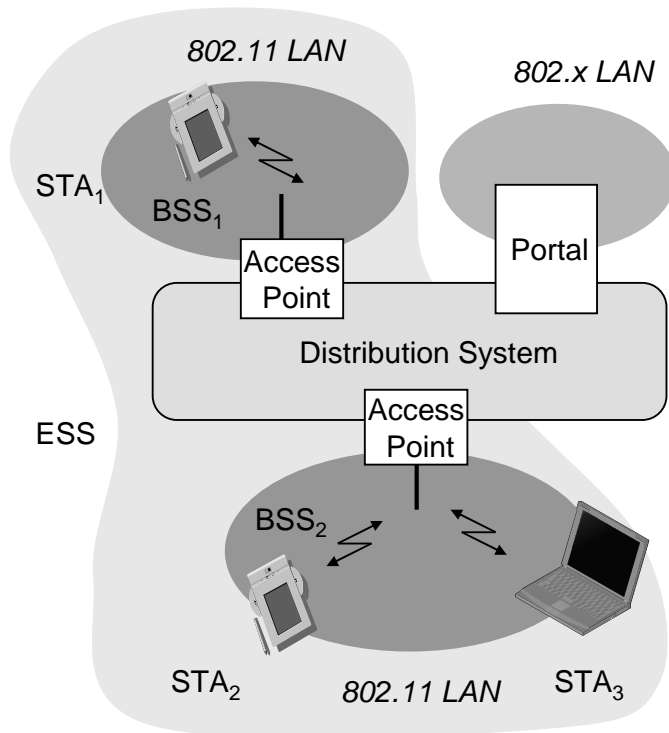 802.11 LAN
802.x LAN
STA₁
BSS₁
Access
Point
Portal
Distribution System
Access
Point
ESS
BSS₂
STA₂
802.11 LAN
STA₃